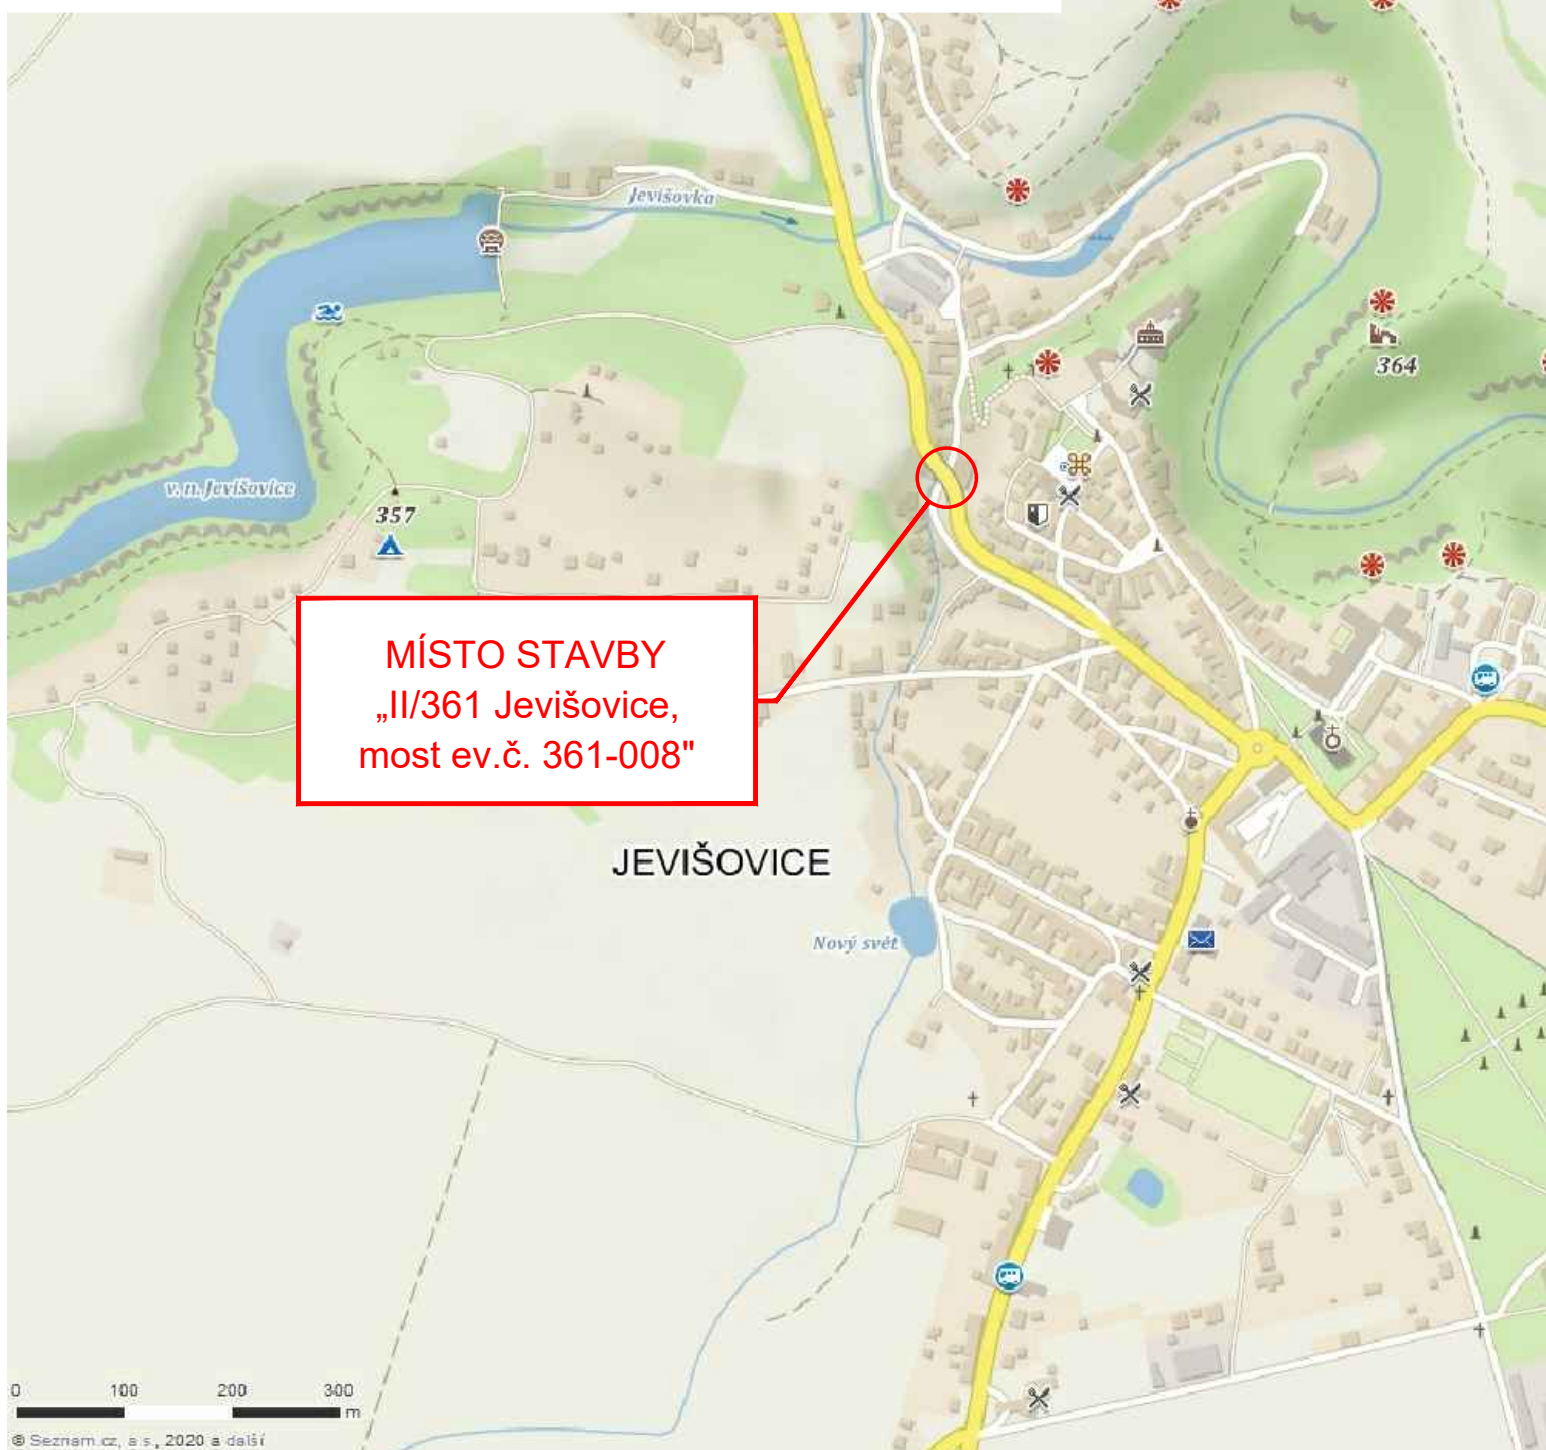 Jevišovka
364
v.n.Jevišovice
357
MÍSTO STAVBY
„II/361 Jevišovice,
most ev.č. 361-008"
JEVIŠOVICE
Nový svět
0 100 200 300
m
© Seznam.cz, a.s., 2020 a další